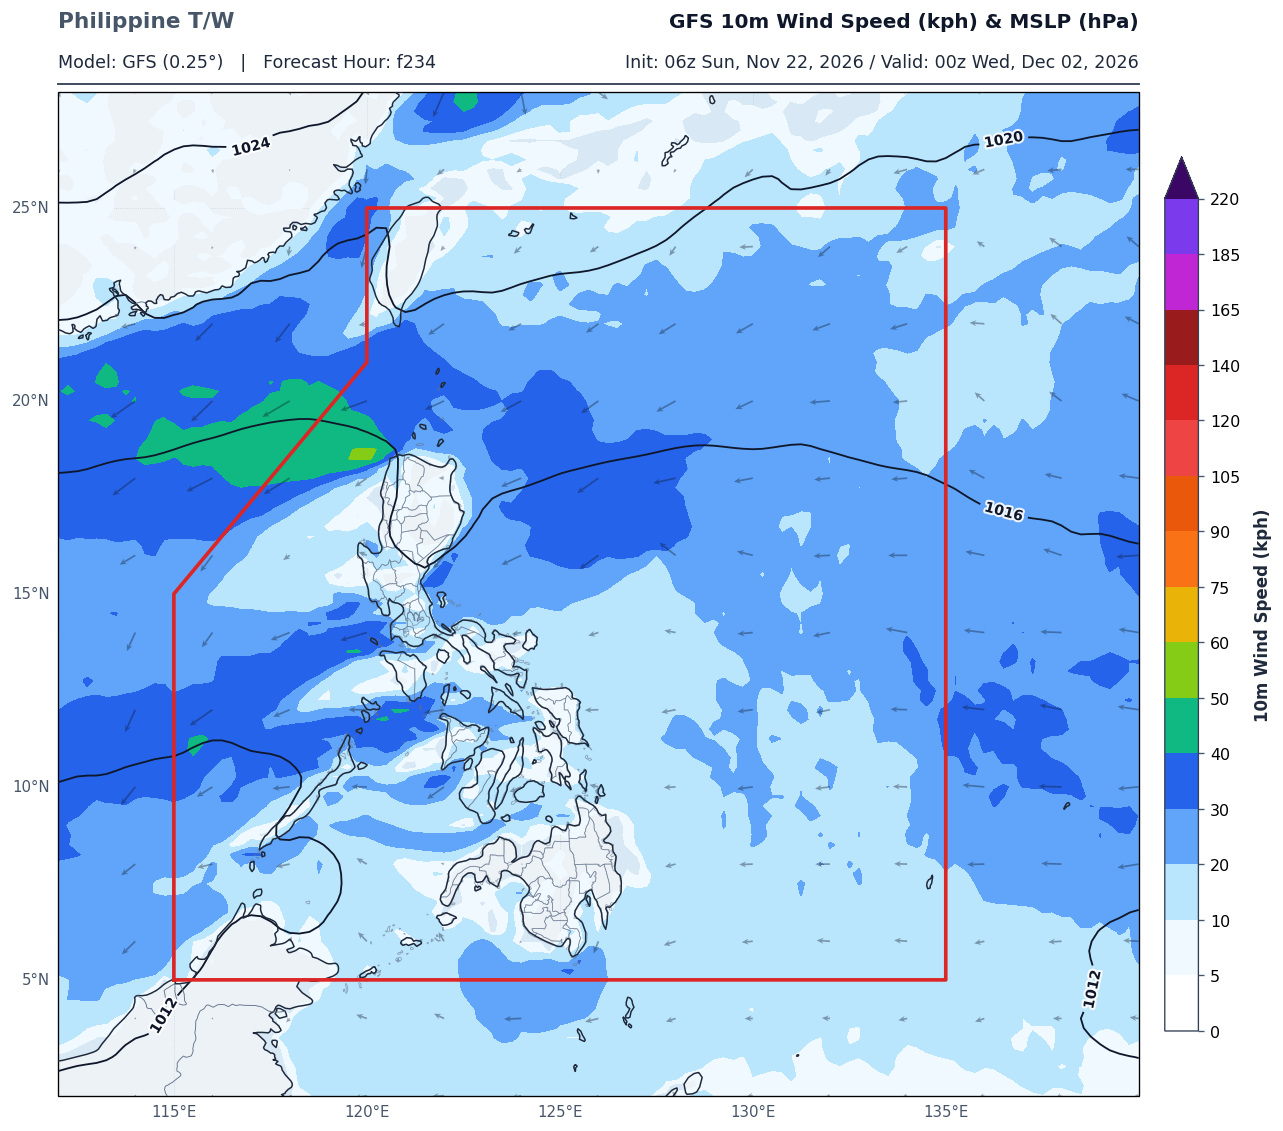 Philippine T/W
GFS 10m Wind Speed (kph) & MSLP (hPa)
Model: GFS (0.25°) | Forecast Hour: f234
Init: 06z Sun, Nov 22, 2026 / Valid: 00z Wed, Dec 02, 2026
1024
1020
1016
1012
1012
25°N
20°N
15°N
10°N
5°N
115°E
120°E
125°E
130°E
135°E
220
185
165
140
120
105
90
75
60
50
40
30
20
10
5
0
10m Wind Speed (kph)